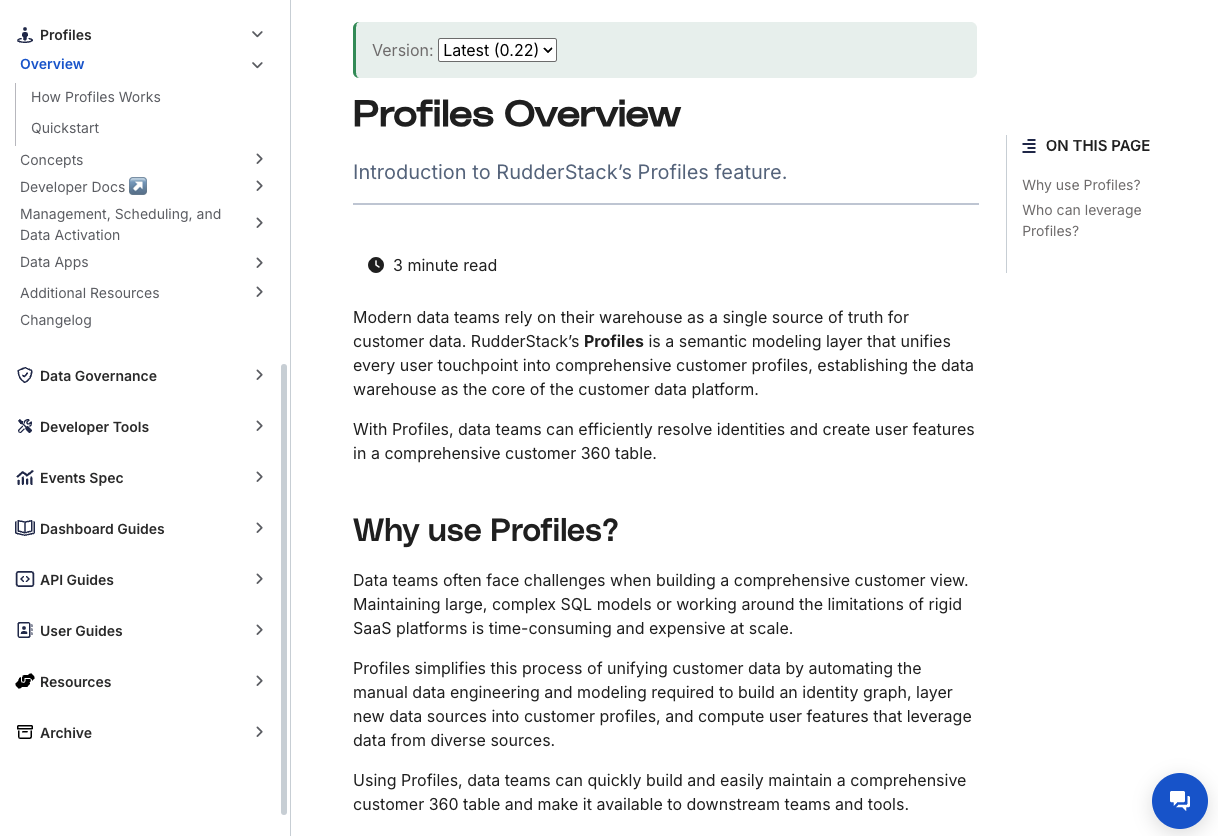 Profiles
Overview
How Profiles Works
Quickstart
Concepts
Developer Docs
Management, Scheduling, and
Data Activation
Data Apps
Additional Resources
Changelog
Data Governance
Developer Tools
Events Spec
Dashboard Guides
API Guides
User Guides
Resources
Archive
Version: Latest (0.22)
Profiles Overview
Introduction to RudderStack’s Profiles feature.
3 minute read
Modern data teams rely on their warehouse as a single source of truth for
customer data. RudderStack’s Profiles is a semantic modeling layer that unifies
every user touchpoint into comprehensive customer profiles, establishing the data
warehouse as the core of the customer data platform.
With Profiles, data teams can efficiently resolve identities and create user features
in a comprehensive customer 360 table.
Why use Profiles?
Data teams often face challenges when building a comprehensive customer view.
Maintaining large, complex SQL models or working around the limitations of rigid
SaaS platforms is time-consuming and expensive at scale.
Profiles simplifies this process of unifying customer data by automating the
manual data engineering and modeling required to build an identity graph, layer
new data sources into customer profiles, and compute user features that leverage
data from diverse sources.
Using Profiles, data teams can quickly build and easily maintain a comprehensive
customer 360 table and make it available to downstream teams and tools.
ON THIS PAGE
Why use Profiles?
Who can leverage
Profiles?